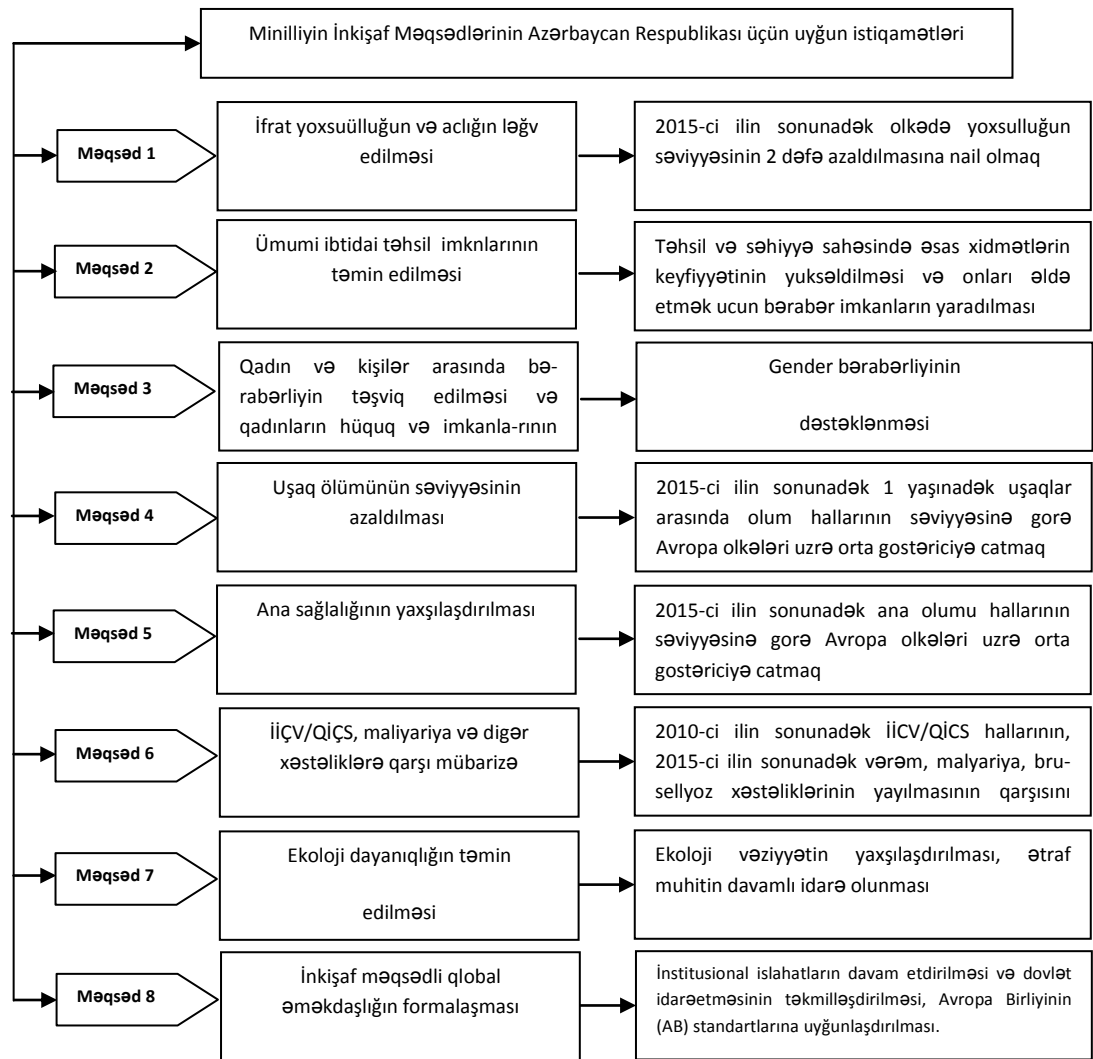 Minilliyin İnkişaf Məqsədlərinin Azərbaycan Respublikası üçün uyğun istiqamətləri
Məqsəd 1
İfrat yoxsuülluğun və aclığın ləğv
edilməsi
2015-ci ilin sonunadək olkədə yoxsulluğun
səviyyəsinin 2 dəfə azaldılmasına nail olmaq
Məqsəd 2
Ümumi ibtidai təhsil imknlarının
təmin edilməsi
Təhsil və səhiyyə sahəsində əsas xidmətlərin
keyfiyyətinin yuksəldilməsi və onları əldə
etmək ucun bərabər imkanların yaradılması
Məqsəd 3
Qadın və kişilər arasında bə-
rabərliyin təşviq edilməsi və
qadınların hüquq və imkanla-rının
Gender bərabərliyinin
dəstəklənməsi
Məqsəd 4
Uşaq ölümünün səviyyəsinin
azaldılması
2015-ci ilin sonunadək 1 yaşınadək uşaqlar
arasında olum hallarının səviyyəsinə gorə
Avropa olkələri uzrə orta gostəriciyə catmaq
Məqsəd 5
Ana sağlalığının yaxşılaşdırılması
2015-ci ilin sonunadək ana olumu hallarının
səviyyəsinə gorə Avropa olkələri uzrə orta
gostəriciyə catmaq
Məqsəd 6
İİÇV/QİÇS, maliyariya və digər
xəstəliklərə qarşı mübarizə
2010-ci ilin sonunadək İİCV/QİCS hallarının,
2015-ci ilin sonunadək vərəm, malyariya, bru-
sellyoz xəstəliklərinin yayılmasının qarşısını
Məqsəd 7
Ekoloji dayanıqlığın təmin
edilməsi
Ekoloji vəziyyətin yaxşılaşdırılması, ətraf
muhitin davamlı idarə olunması
Məqsəd 8
İnkişaf məqsədli qlobal
əməkdaşlığın formalaşması
İnstitusional islahatların davam etdirilməsi və dovlət
idarəetməsinin təkmilləşdirilməsi, Avropa Birliyinin
(AB) standartlarına uyğunlaşdırılması.